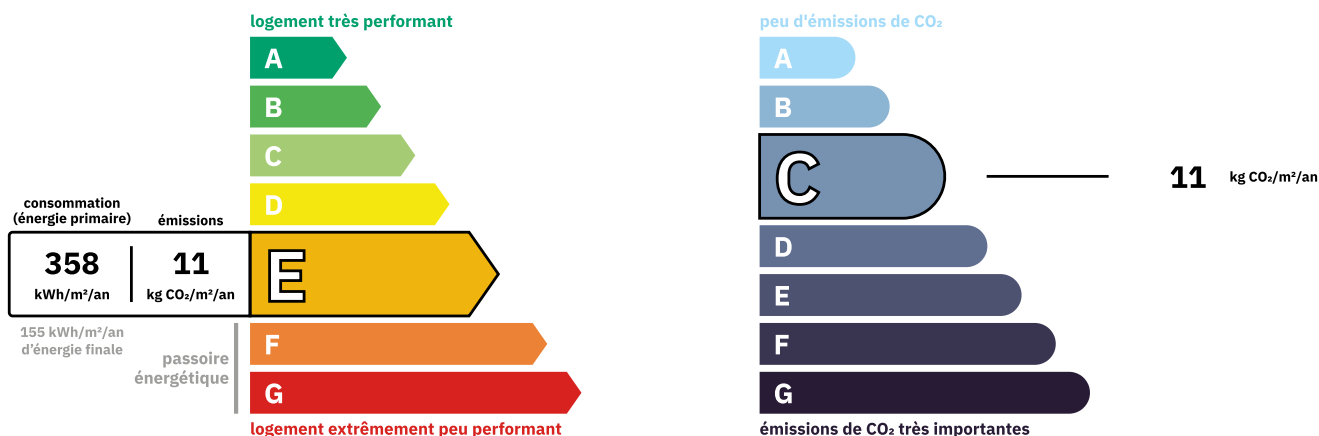 logement très performant
A
B
C
D
consommation
(énergie primaire)
émissions
358
kWh/m²/an
11
kg CO₂/m²/an
E
155 kWh/m²/an
d’énergie finale
passoire
énergétique
F
G
logement extrêmement peu performant
peu d'émissions de CO₂
A
B
C
11 kg CO₂/m²/an
D
E
F
G
émissions de CO₂ très importantes